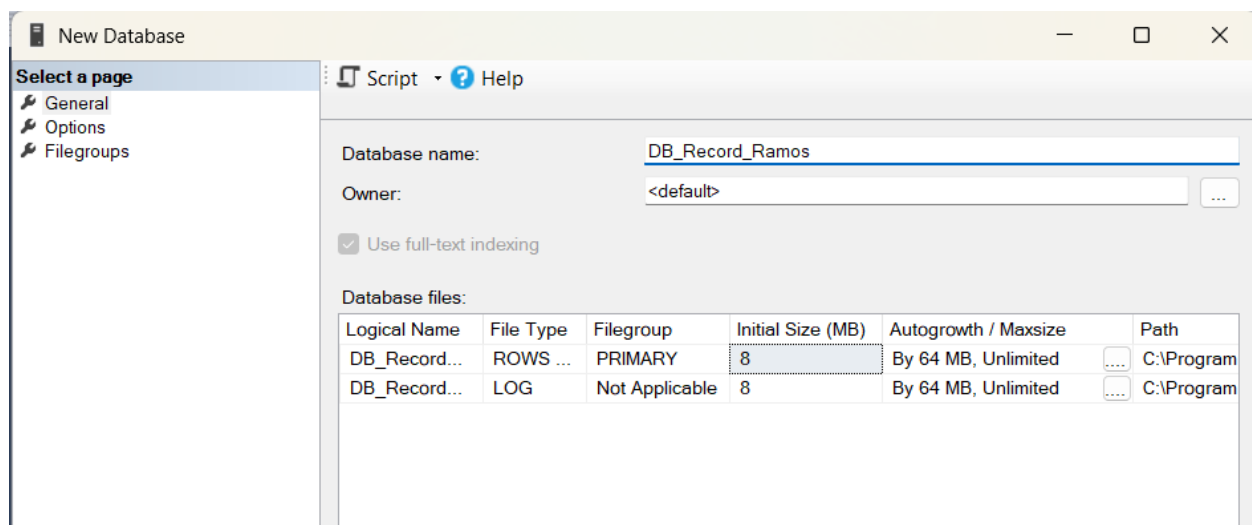 New Database
Select a page
General
Options
Filegroups
Script Help
Database name: DB_Record_Ramos
Owner: <default> ...
Use full-text indexing
Database files:
Logical Name File Type Filegroup Initial Size (MB) Autogrowth / Maxsize Path
DB_Record... ROWS ... PRIMARY 8 By 64 MB, Unlimited .... C:\Program
DB_Record... LOG Not Applicable 8 By 64 MB, Unlimited .... C:\Program